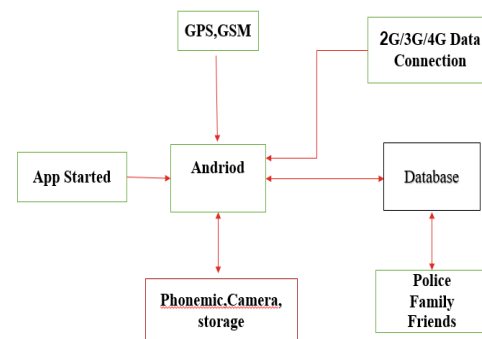 GPS,GSM
2G/3G/4G Data
Connection
App Started
Andriod
Database
Phonemic,Camera,
storage
Police
Family
Friends